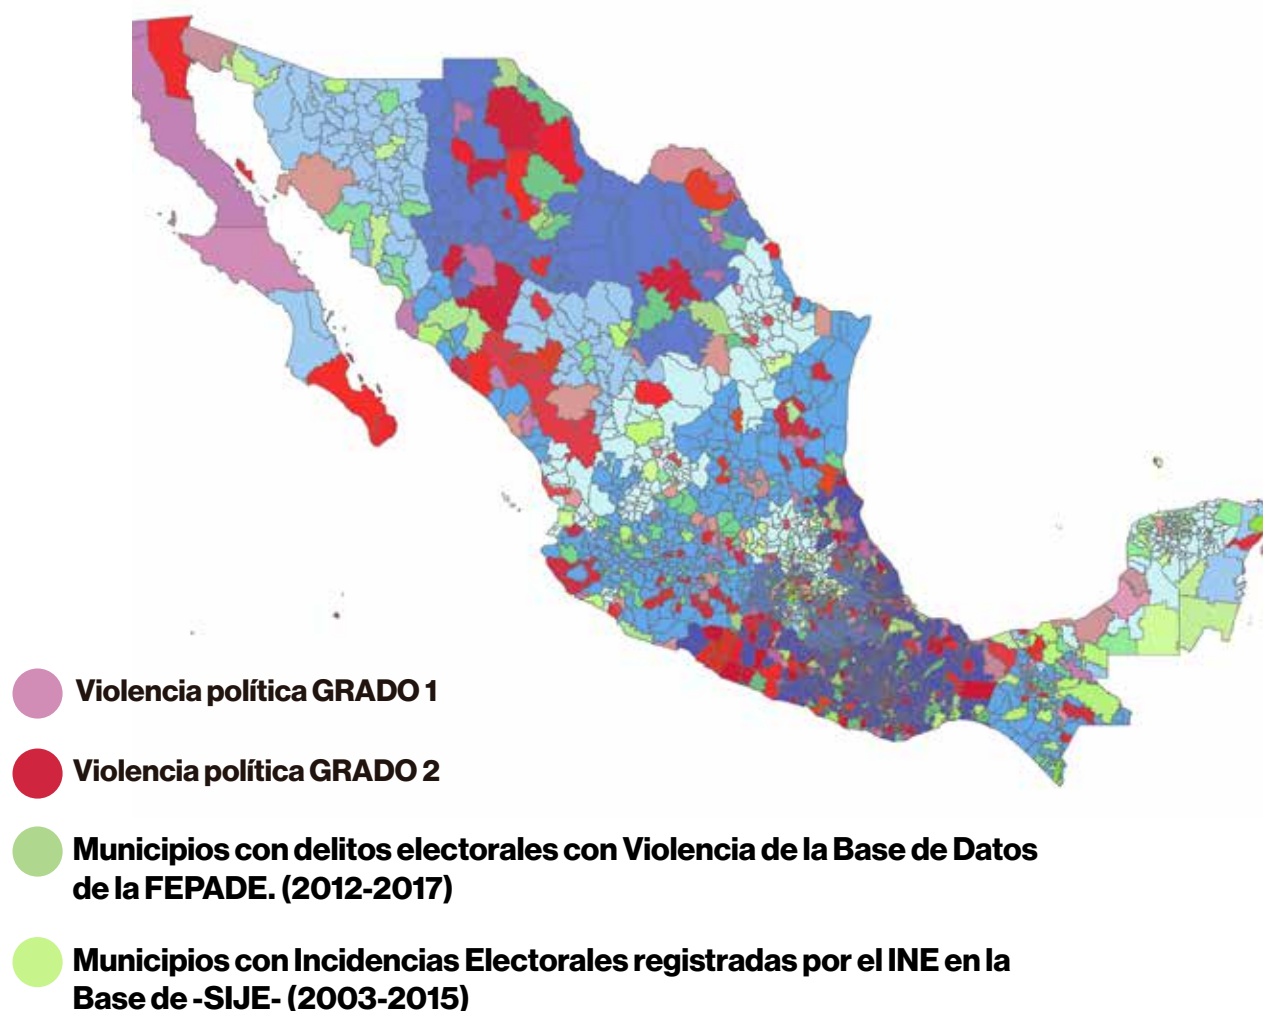 Violencia política GRADO 1
Violencia política GRADO 2
Municipios con delitos electorales con Violencia de la Base de Datos
de la FEPADE. (2012-2017)
Municipios con Incidencias Electorales registradas por el INE en la
Base de -SIJE- (2003-2015)